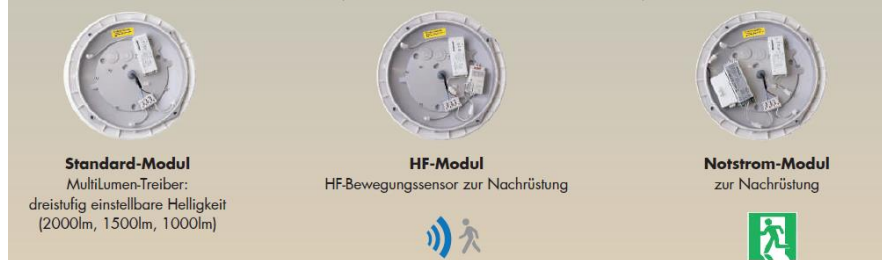 Standard-Modul
MultiLumen-Treiber:
dreistufig einstellbare Helligkeit
(2000lm, 1500lm, 1000lm)
HF-Modul
HF-Bewegungssensor zur Nachrüstung
Notstrom-Modul
zur Nachrüstung